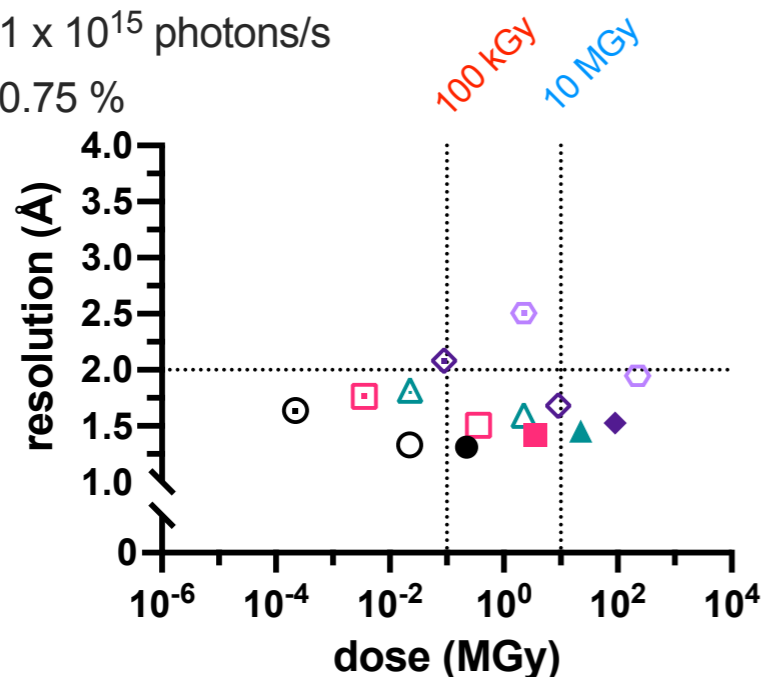 1 x 10¹⁵ photons/s
0.75 %
100 kGy
10 MGy
resolution (Å)
4.0
3.5
3.0
2.5
2.0
1.5
1.0
0
10⁻⁶ 10⁻⁴ 10⁻² 10⁰ 10² 10⁴
dose (MGy)